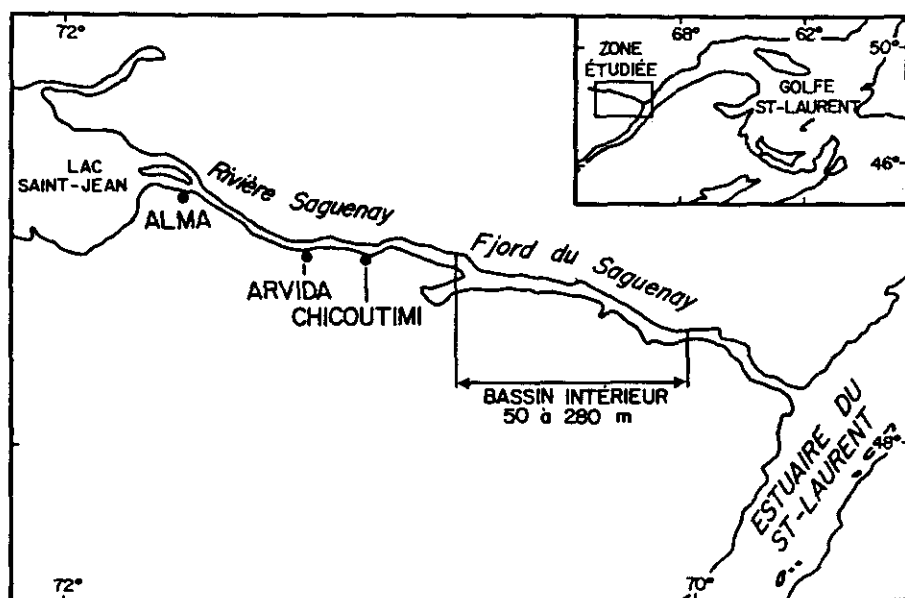 72°
68°
62°
50°
ZONE
ÉTUDIÉE
GOLFE
ST-LAURENT
46°
LAC
SAINT-JEAN
Rivière Saguenay
ALMA
Fjord du Saguenay
ARVIDA
CHICOUTIMI
BASSIN INTÉRIEUR
50 à 280 m
ESTUAIRE DU
ST-LAURENT
48°
72°
70°